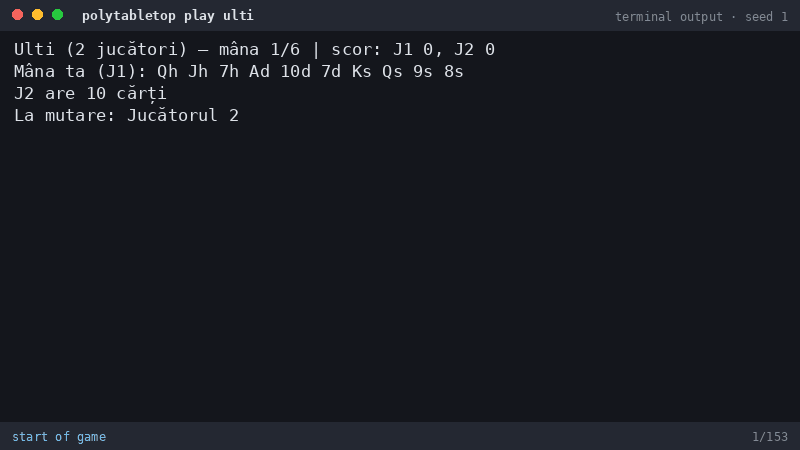 polytabletop play ulti
terminal output · seed 1
Ulti (2 jucători) — mâna 1/6 | scor: J1 0, J2 0
Mâna ta (J1): Qh Jh 7h Ad 10d 7d Ks Qs 9s 8s
J2 are 10 cărți
La mutare: Jucătorul 2
start of game
1/153